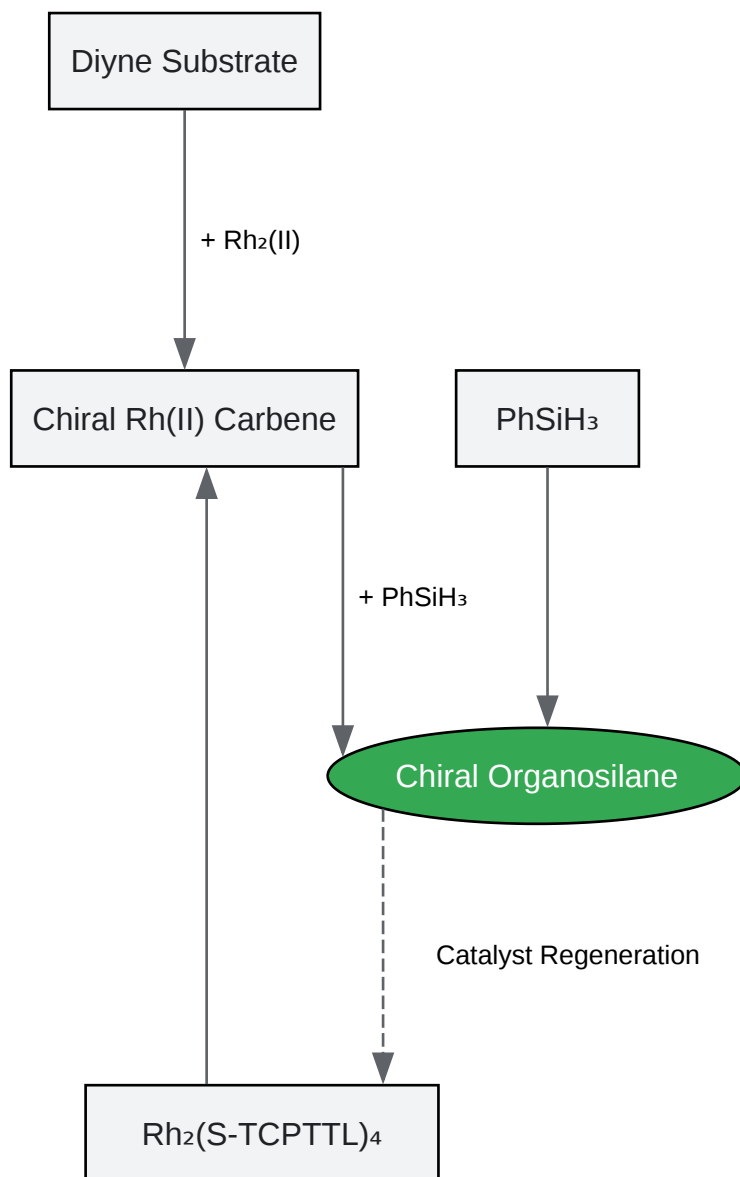 Diyne Substrate
+ Rh₂(II)
Chiral Rh(II) Carbene
PhSiH₃
+ PhSiH₃
Chiral Organosilane
Catalyst Regeneration
Rh₂(S-TCPTTL)₄